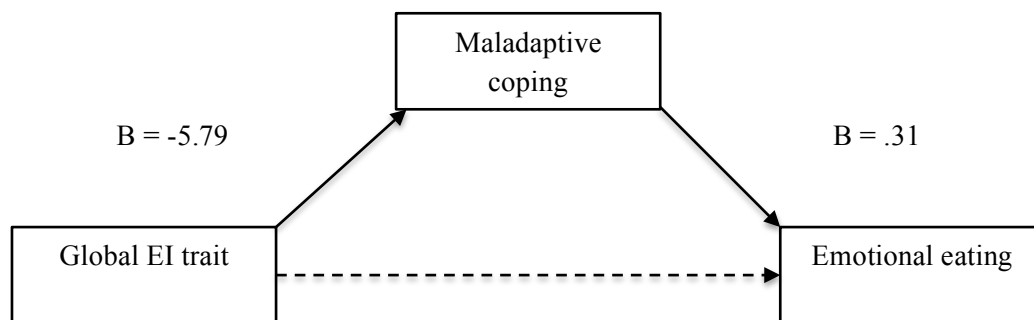 Maladaptive
coping
B = -5.79
B = .31
Global EI trait
Emotional eating